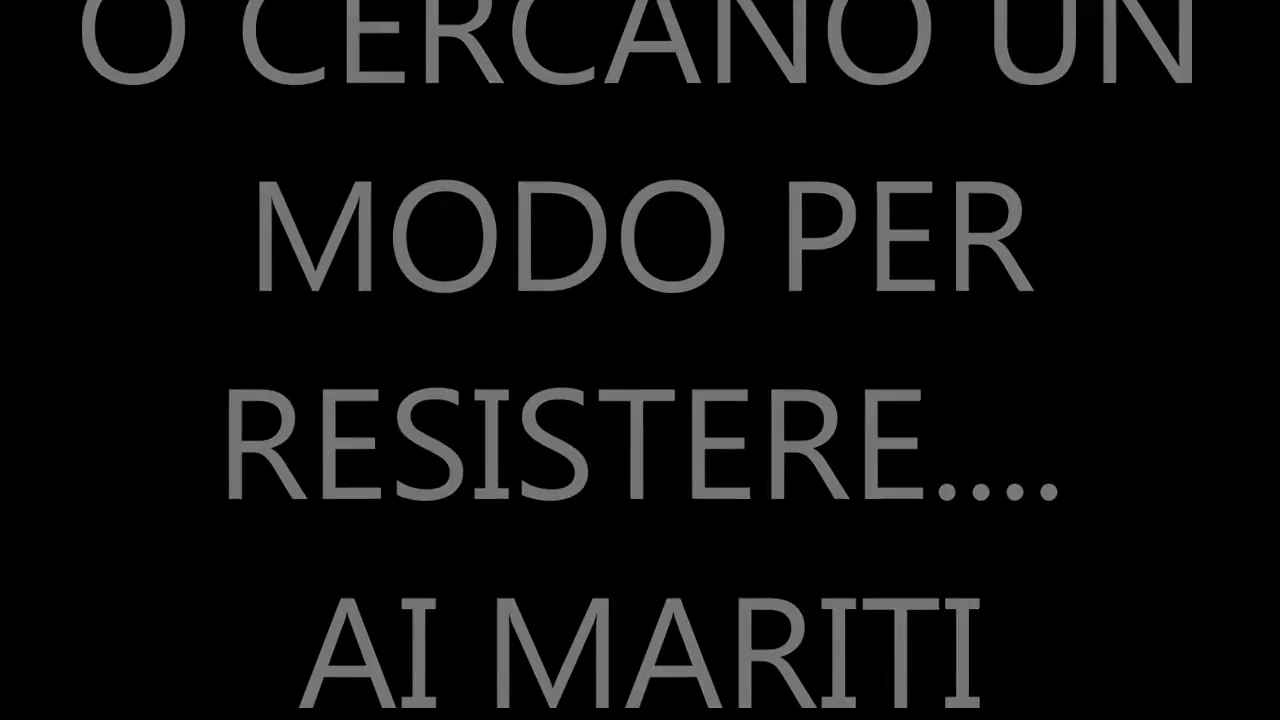 O CERCANO UN
MODO PER
RESISTERE....
AI MARITI